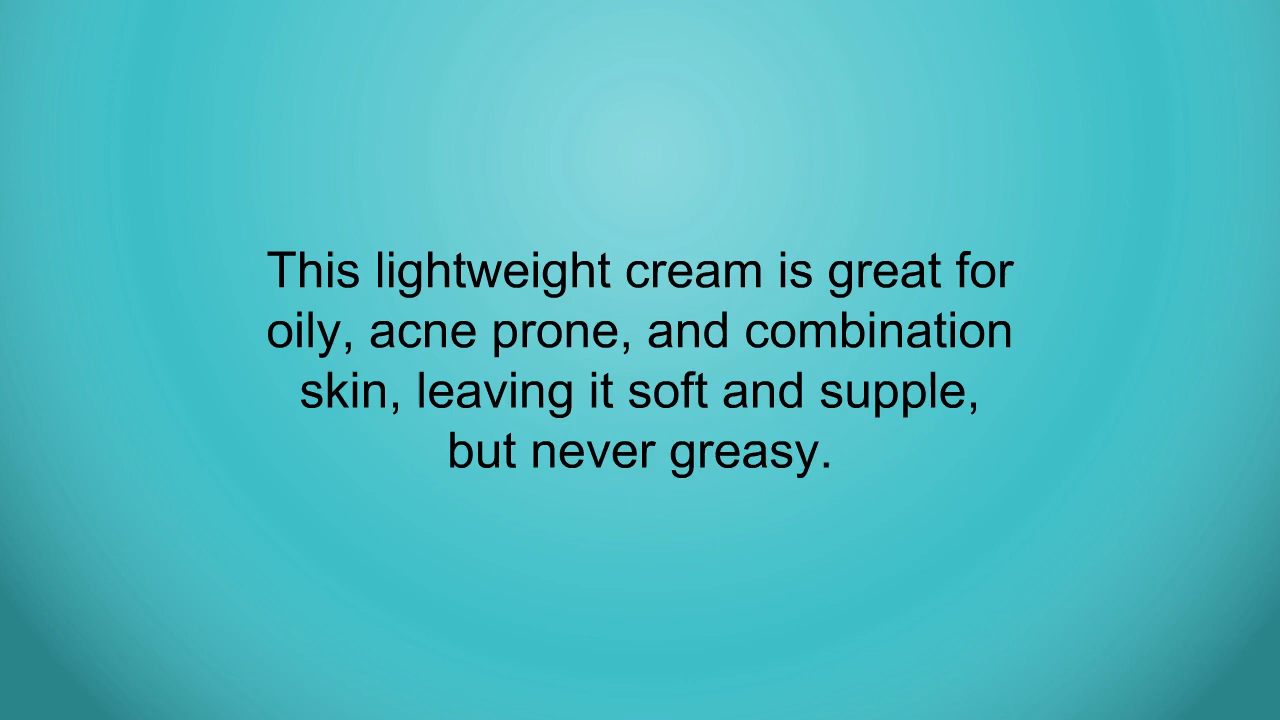 This lightweight cream is great for
oily, acne prone, and combination
skin, leaving it soft and supple,
but never greasy.